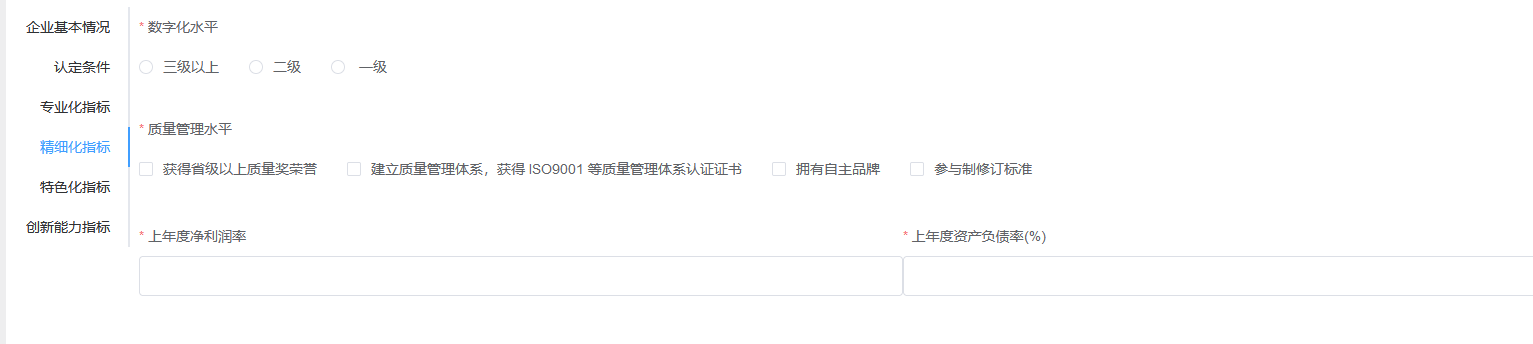 企业基本情况
认定条件
专业化指标
精细化指标
特色化指标
创新能力指标
* 数字化水平
三级以上 二级 一级
* 质量管理水平
获得省级以上质量奖荣誉 建立质量管理体系，获得 ISO9001 等质量管理体系认证证书 拥有自主品牌 参与制修订标准
* 上年度净利润率 * 上年度资产负债率(%)